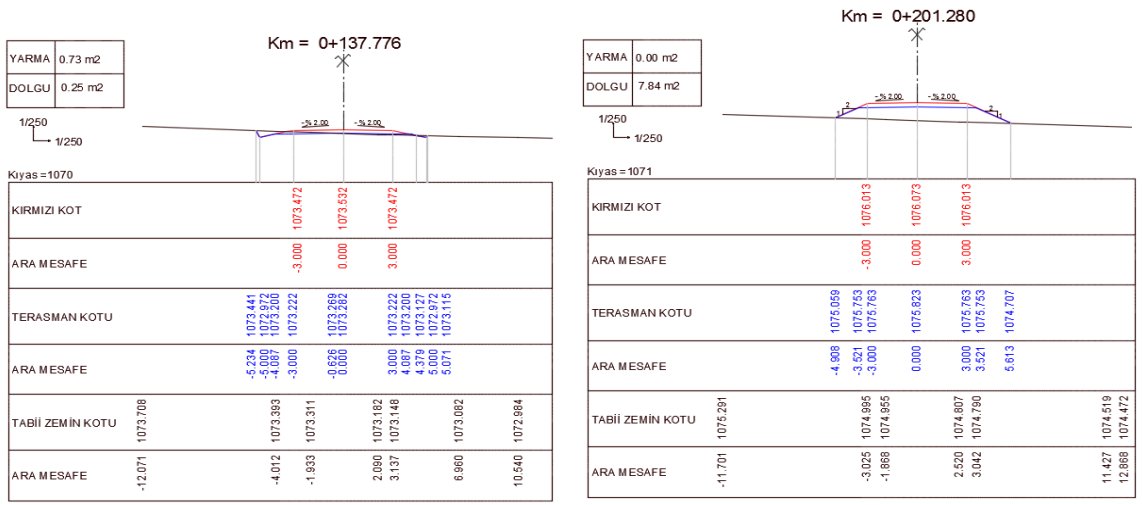 Km = 0+137.776
YARMA 0.73 m2
DOLGU 0.25 m2
1/250
1/250
-% 2.00 -% 2.00
Kıyas =1070
KIRMIZI KOT 1073.472 1073.532 1073.472
ARA MESAFE -3.000 0.000 3.000
TERASMAN KOTU 1073.441 1072.972 1073.200 1073.222 1073.269 1073.282 1073.222 1073.200 1073.127 1072.972 1073.115
ARA MESAFE -5.234 -5.000 -4.087 -3.000 -0.626 0.000 3.000 4.087 4.379 5.000 5.071
TABİİ ZEMİN KOTU 1073.708 1073.393 1073.311 1073.182 1073.148 1073.082 1072.984
ARA MESAFE -12.071 -4.012 -1.933 2.090 3.137 6.960 10.540
Km = 0+201.280
YARMA 0.00 m2
DOLGU 7.84 m2
1/250
1/250
1 2 -% 2.00 -% 2.00 2 1
Kıyas =1071
KIRMIZI KOT 1076.013 1076.073 1076.013
ARA MESAFE -3.000 0.000 3.000
TERASMAN KOTU 1075.059 1075.753 1075.763 1075.823 1075.763 1075.753 1074.707
ARA MESAFE -4.908 -3.521 -3.000 0.000 3.000 3.521 5.613
TABİİ ZEMİN KOTU 1075.291 1074.995 1074.955 1074.807 1074.790 1074.519 1074.472
ARA MESAFE -11.701 -3.025 -1.868 2.520 3.042 11.427 12.868